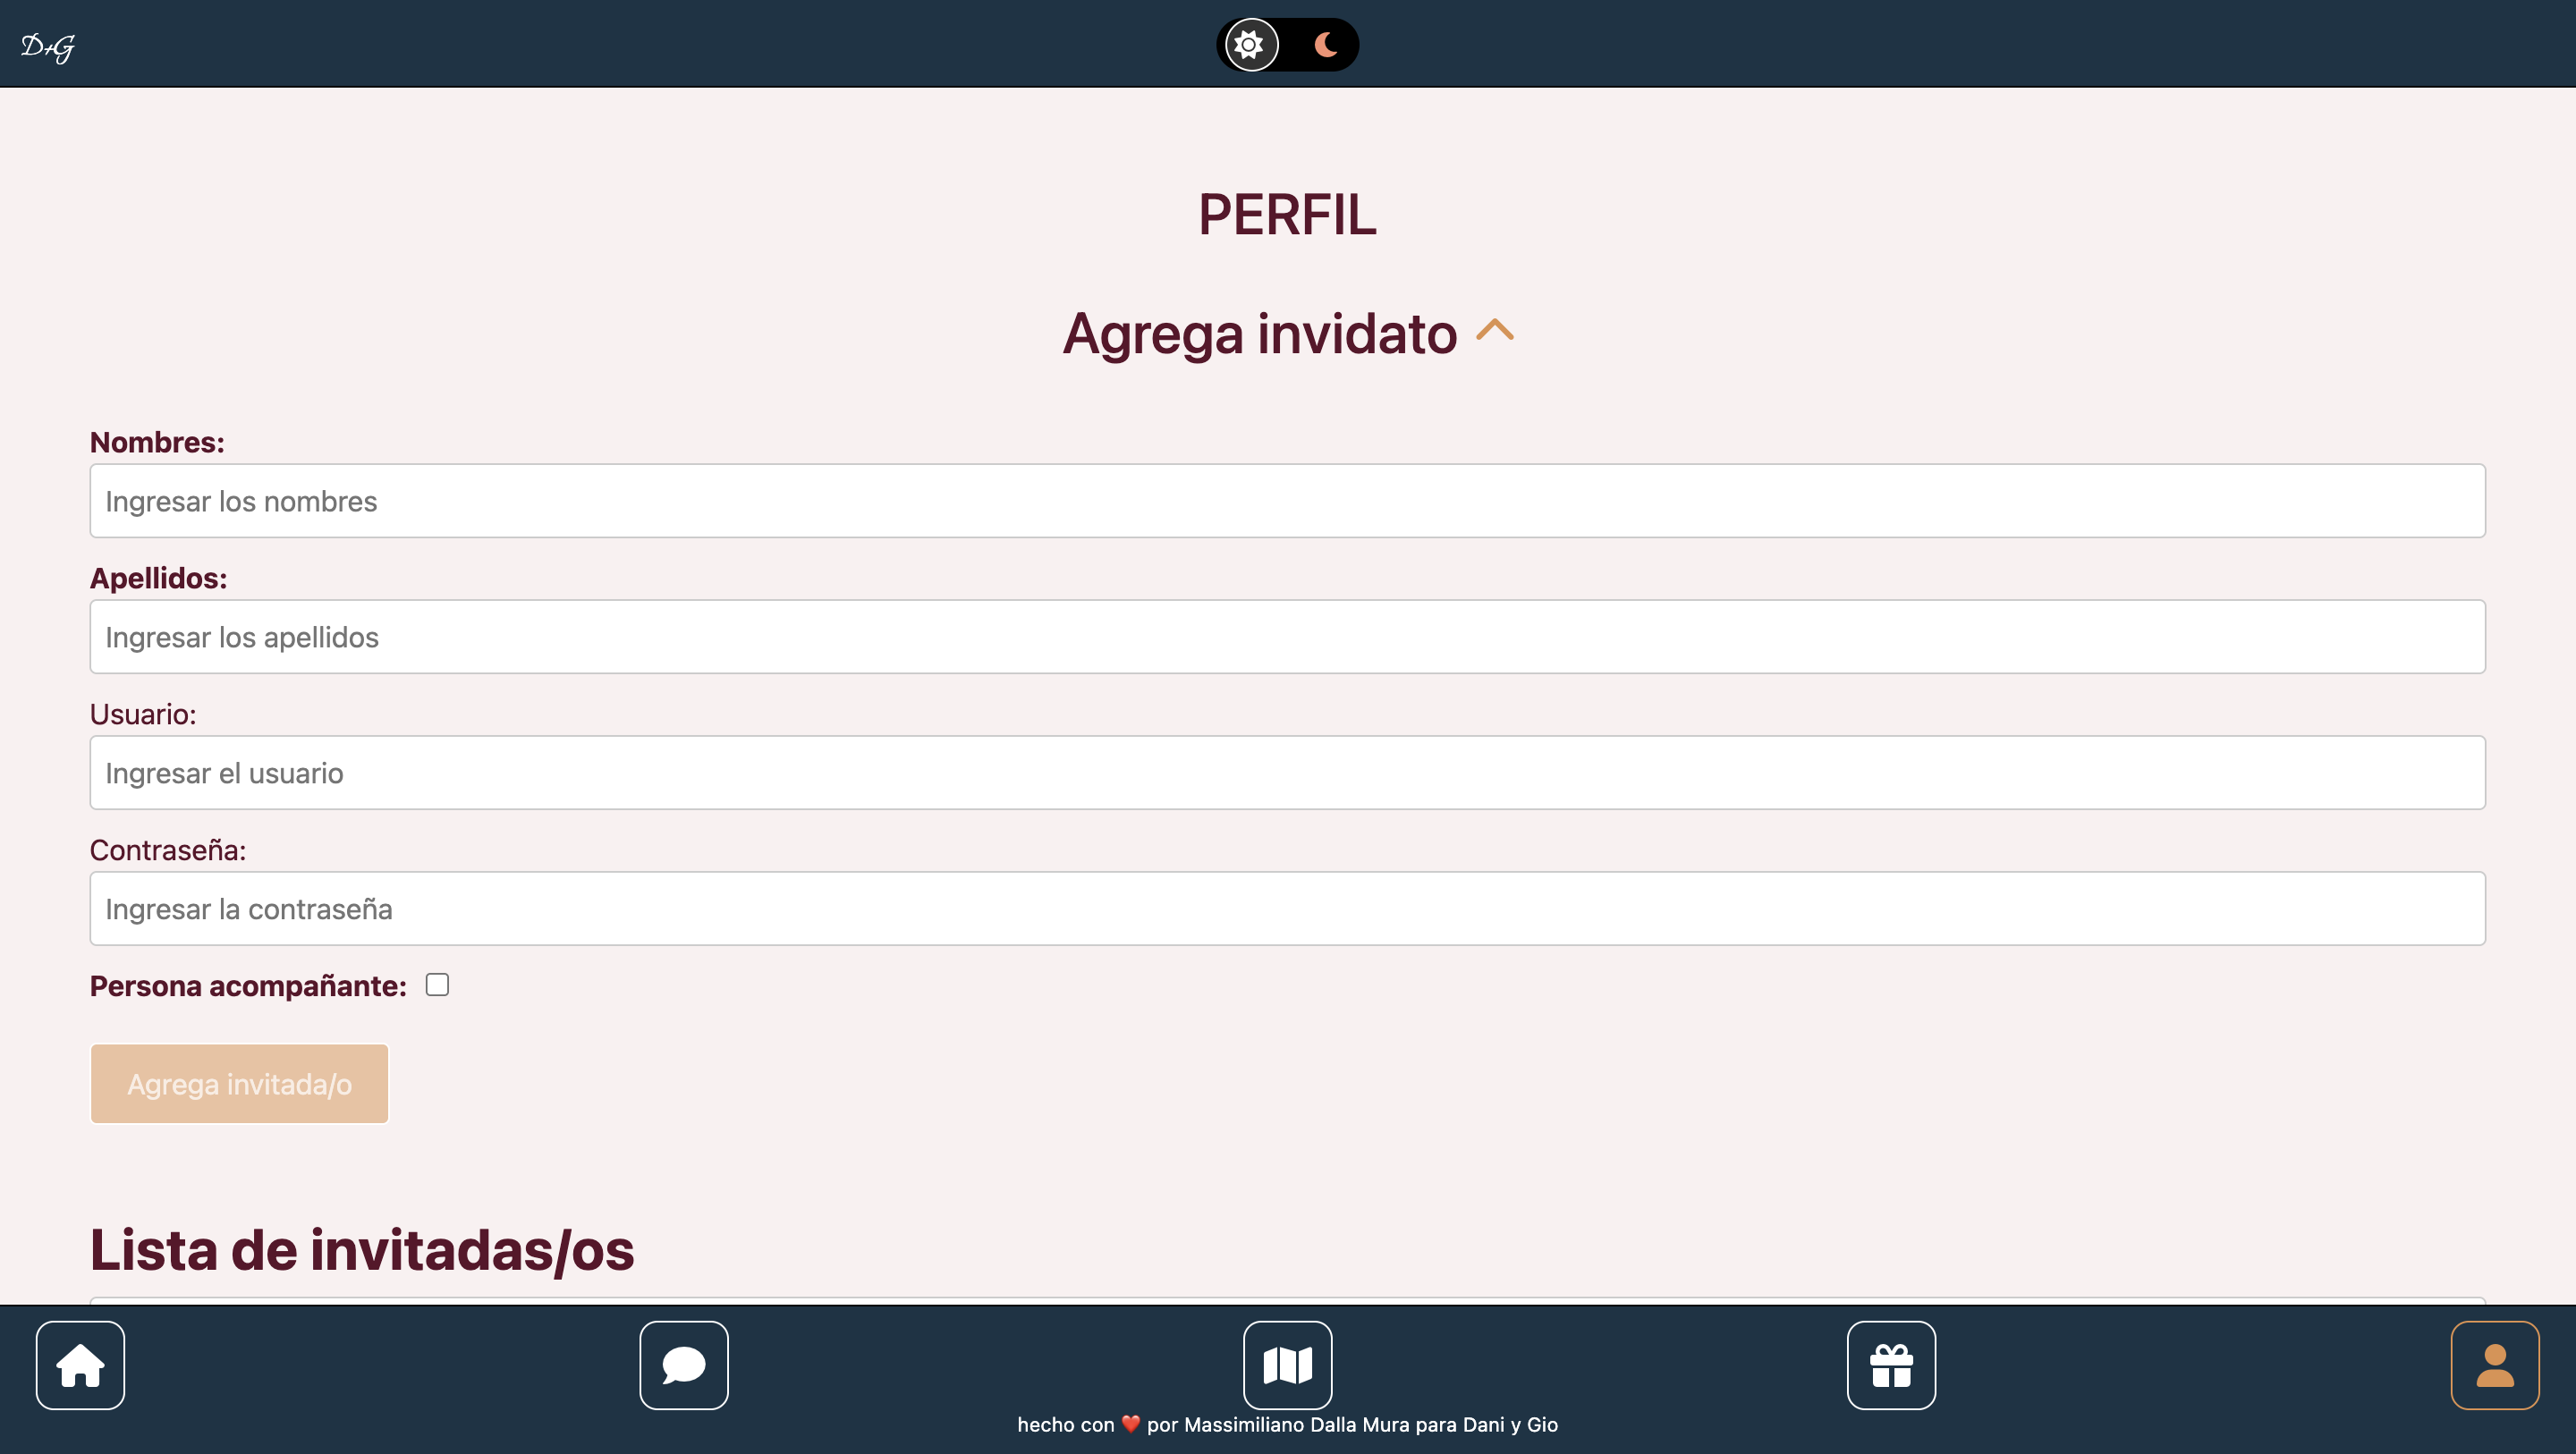 D+G
PERFIL
Agrega invidato
Nombres:
Ingresar los nombres
Apellidos:
Ingresar los apellidos
Usuario:
Ingresar el usuario
Contraseña:
Ingresar la contraseña
Persona acompañante:
Agrega invitada/o
Lista de invitadas/os
hecho con ❤️ por Massimiliano Dalla Mura para Dani y Gio